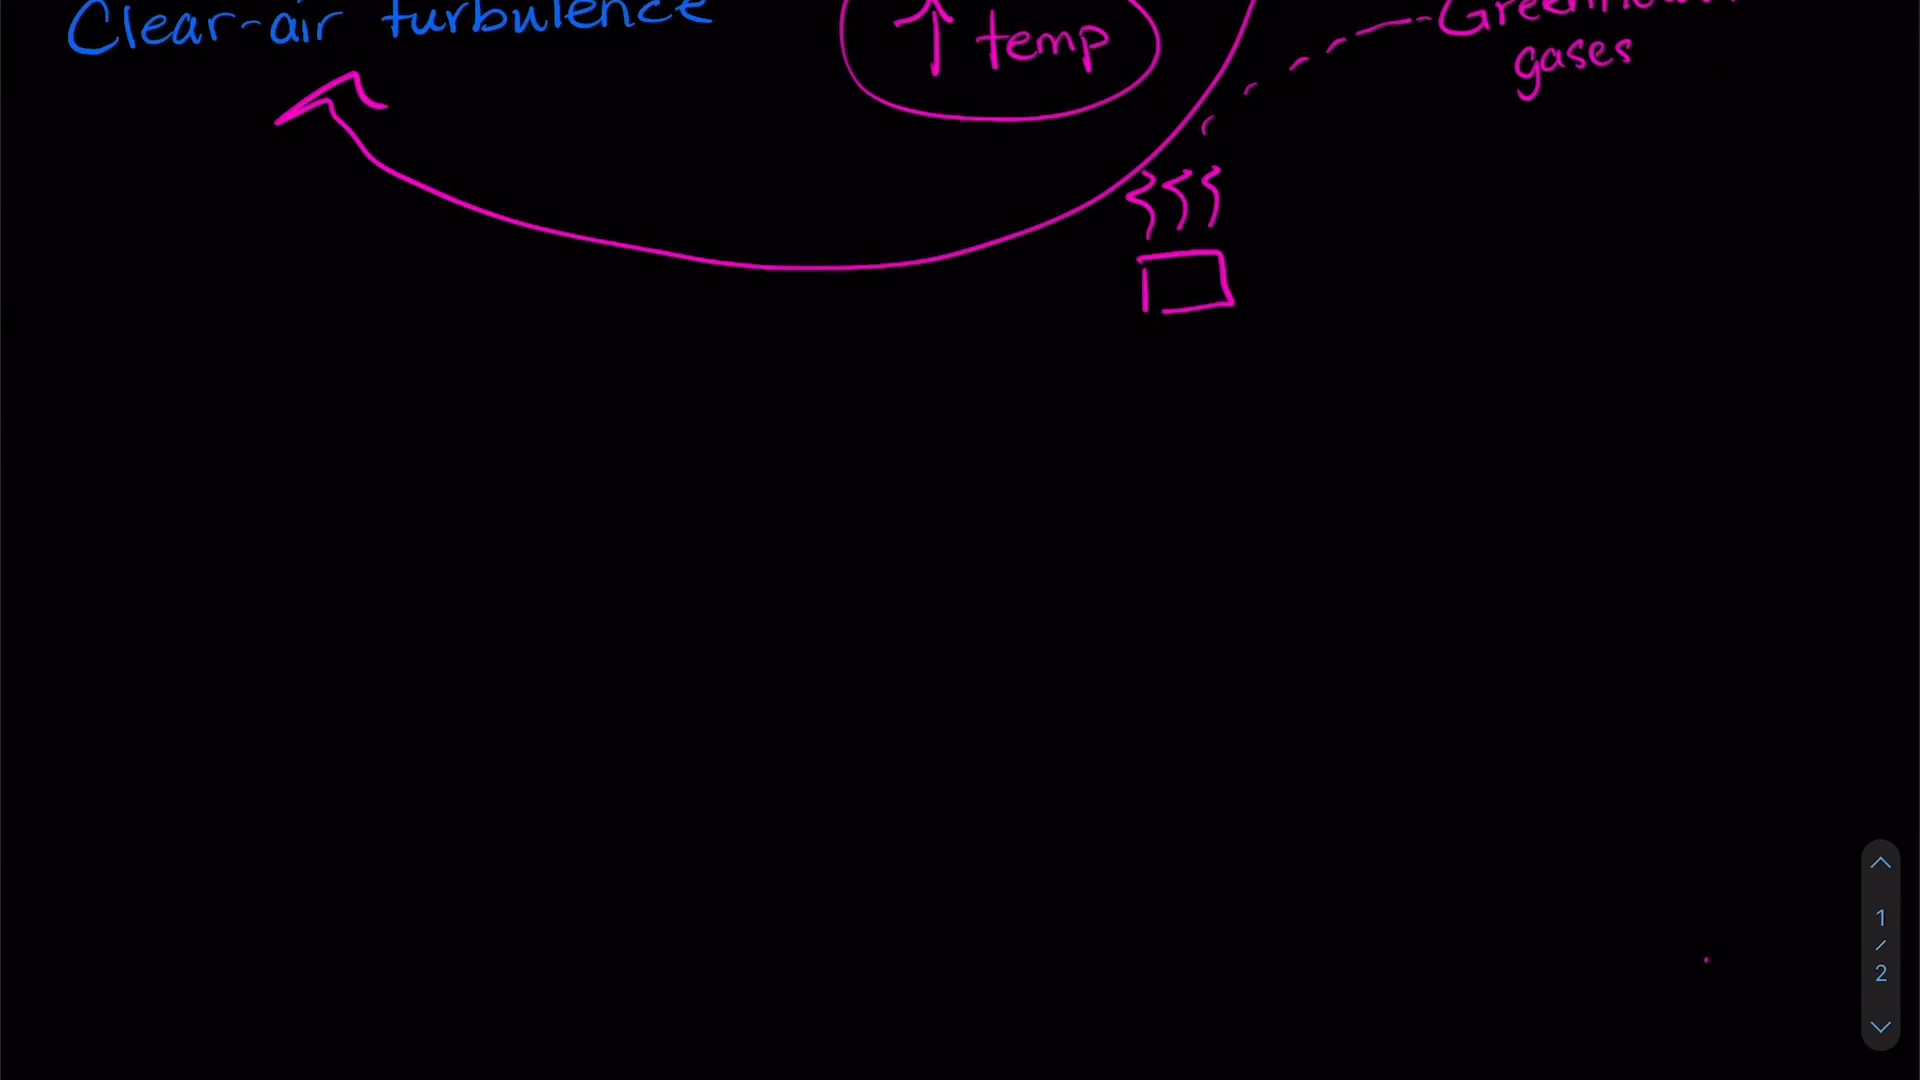 Clear-air turbulence
↑ temp
gases
1
/
2